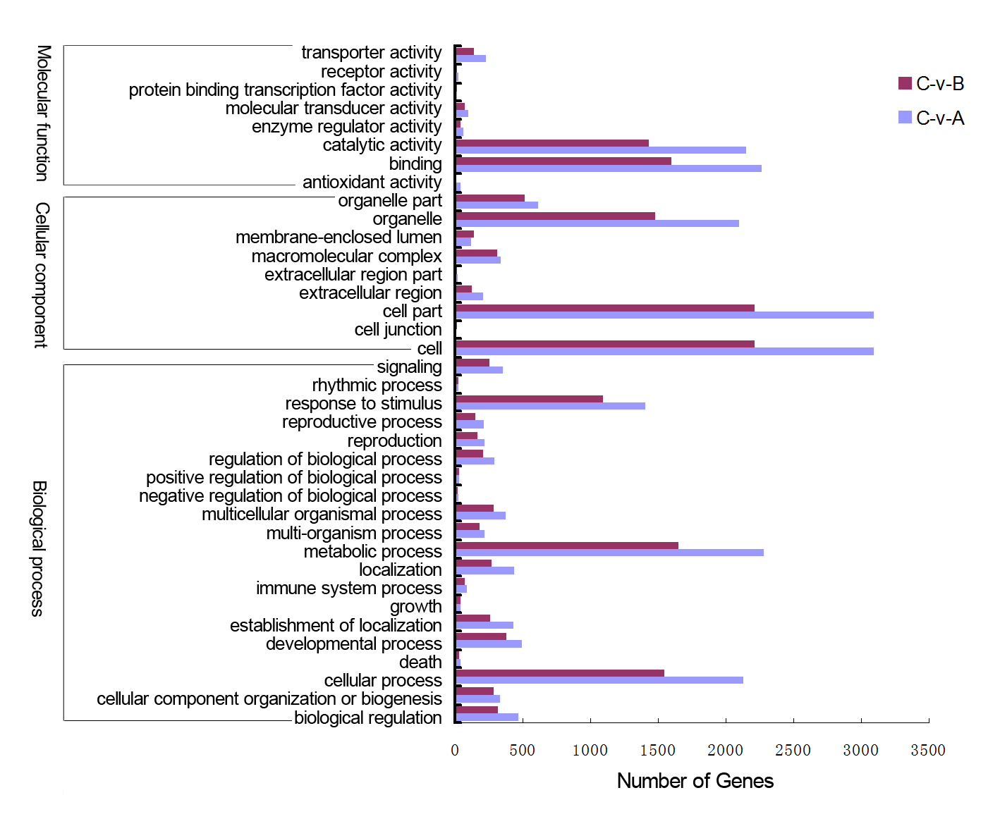 Molecular function
transporter activity
receptor activity
protein binding transcription factor activity
molecular transducer activity
enzyme regulator activity
catalytic activity
binding
antioxidant activity
Cellular component
organelle part
organelle
membrane-enclosed lumen
macromolecular complex
extracellular region part
extracellular region
cell part
cell junction
cell
Biological process
signaling
rhythmic process
response to stimulus
reproductive process
reproduction
regulation of biological process
positive regulation of biological process
negative regulation of biological process
multicellular organismal process
multi-organism process
metabolic process
localization
immune system process
growth
establishment of localization
developmental process
death
cellular process
cellular component organization or biogenesis
biological regulation
C-v-B
C-v-A
0 500 1000 1500 2000 2500 3000 3500
Number of Genes